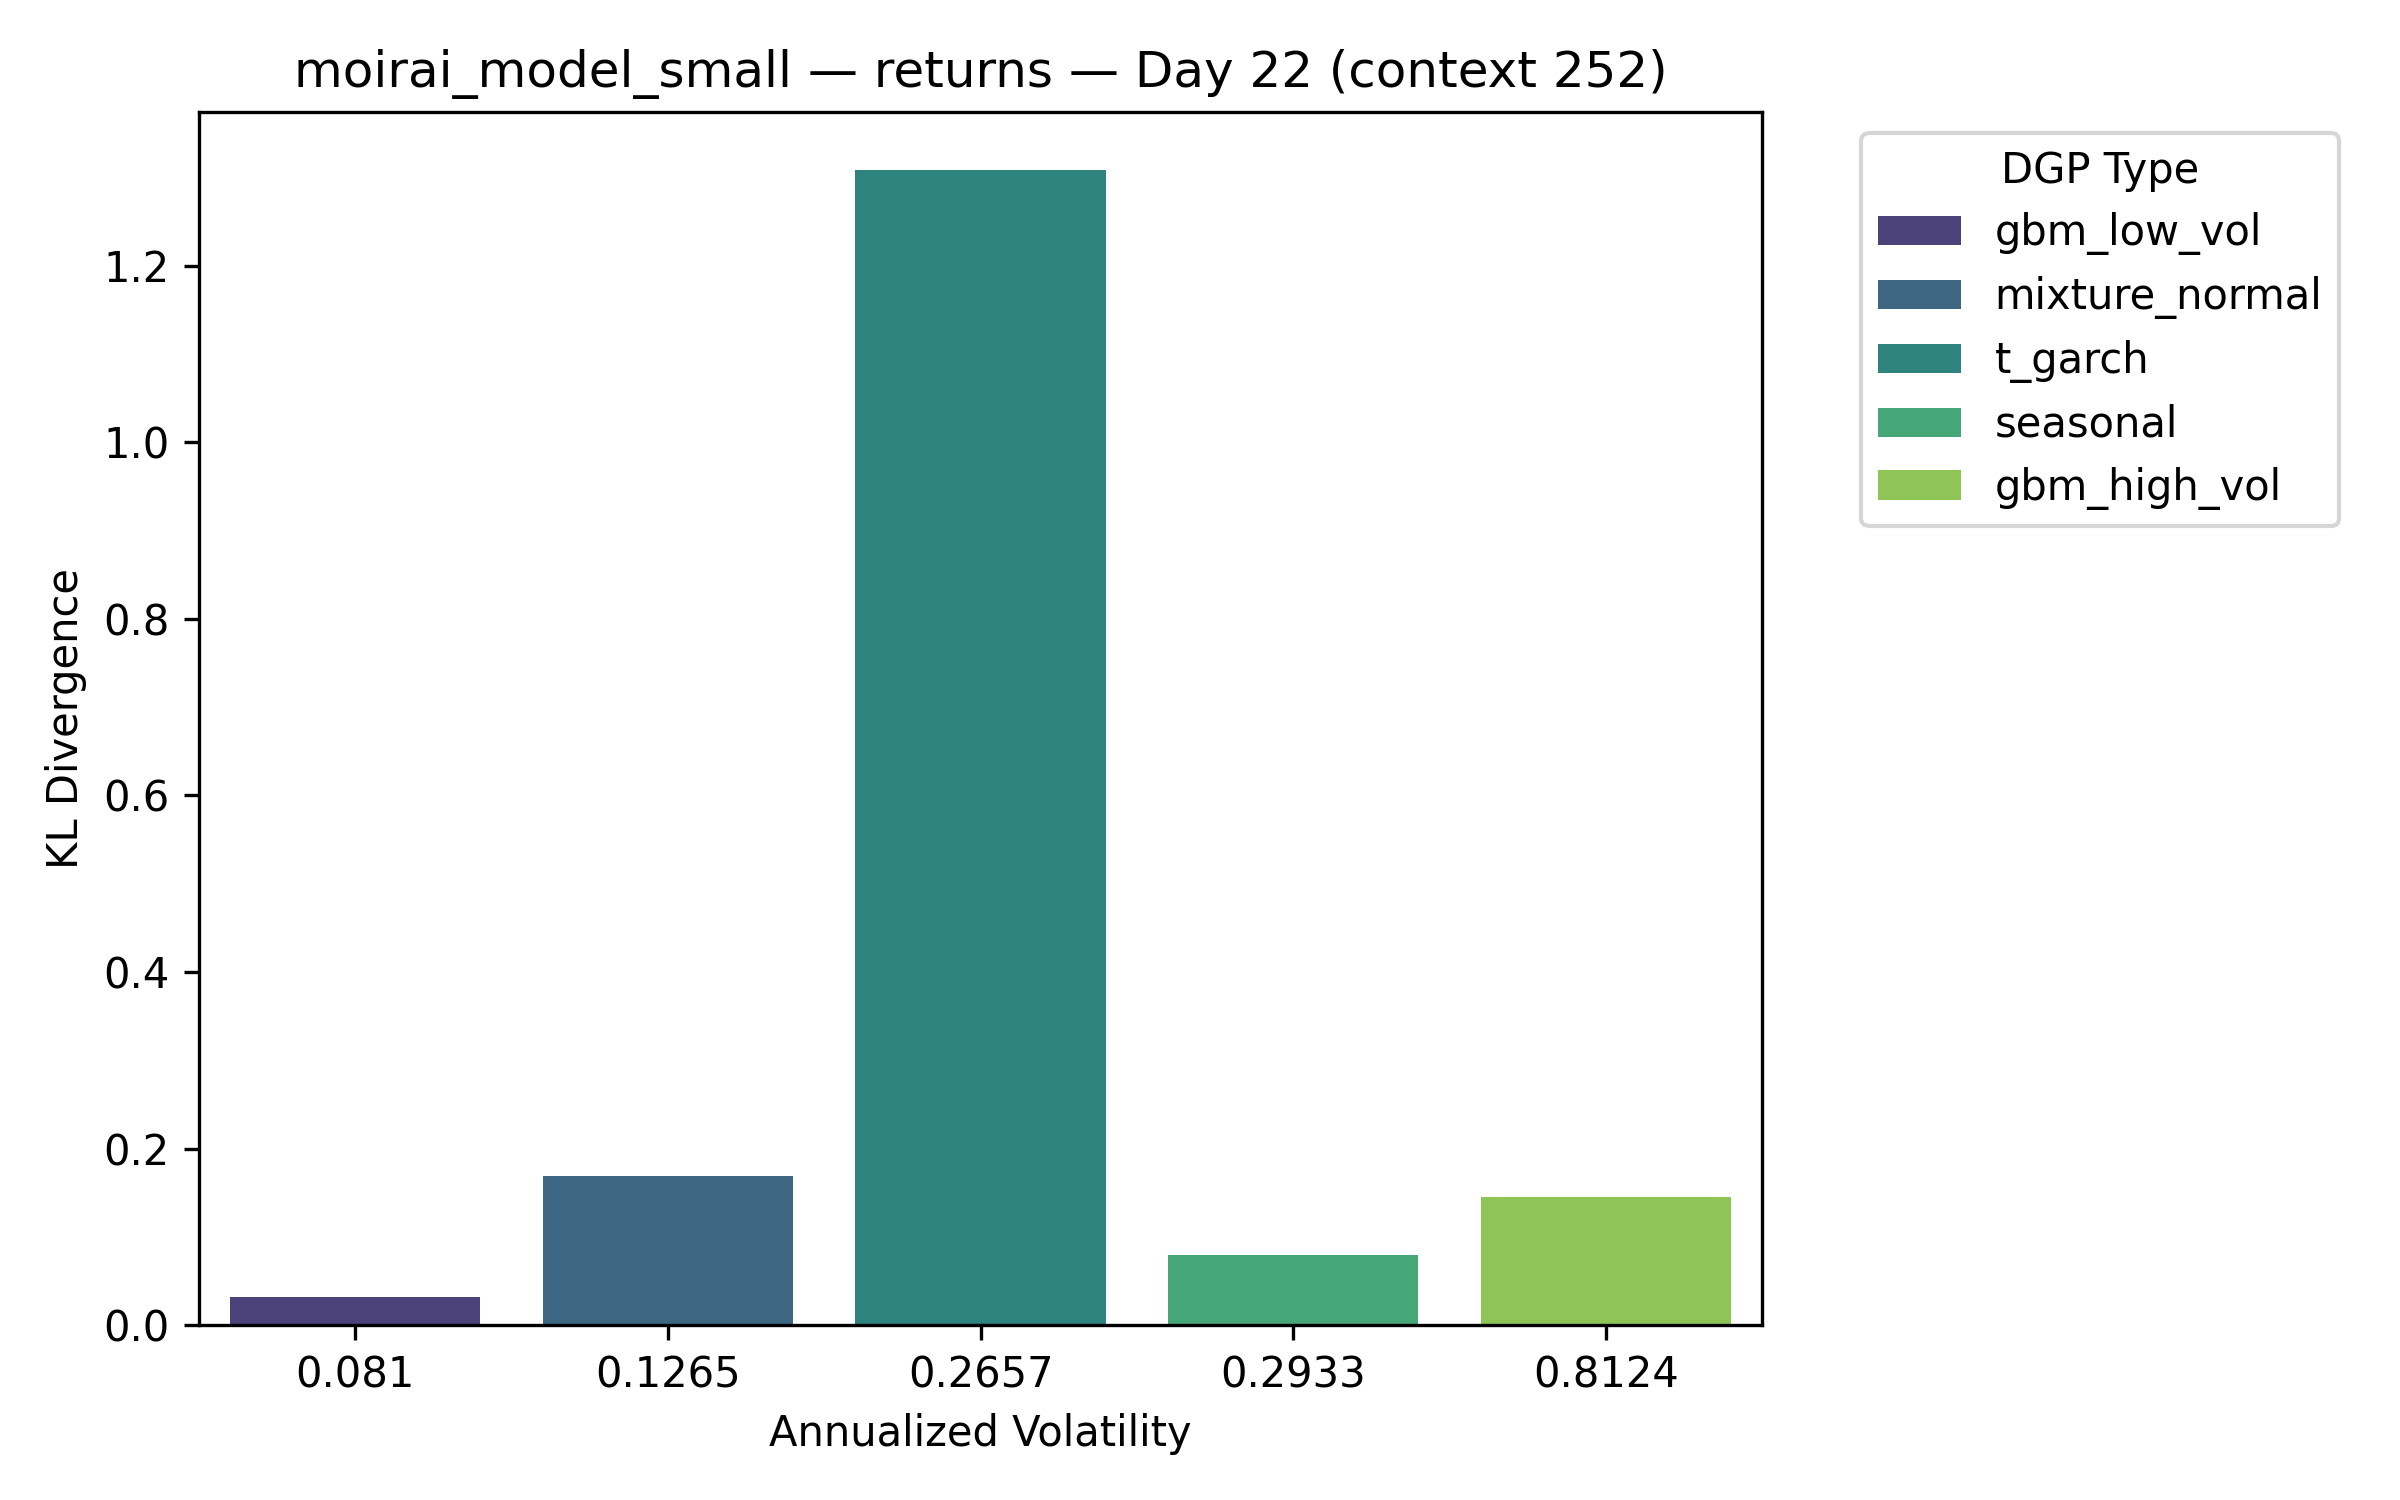 moirai_model_small — returns — Day 22 (context 252)
DGP Type
gbm_low_vol
mixture_normal
t_garch
seasonal
gbm_high_vol
KL Divergence
1.2
1.0
0.8
0.6
0.4
0.2
0.0
0.081 0.1265 0.2657 0.2933 0.8124
Annualized Volatility